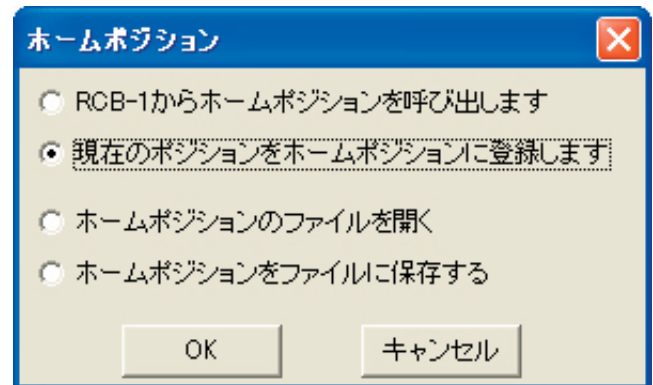 ホームポジション
RCB-1からホームポジションを呼び出します
現在のポジションをホームポジションに登録します
ホームポジションのファイルを開く
ホームポジションをファイルに保存する
OK
キャンセル